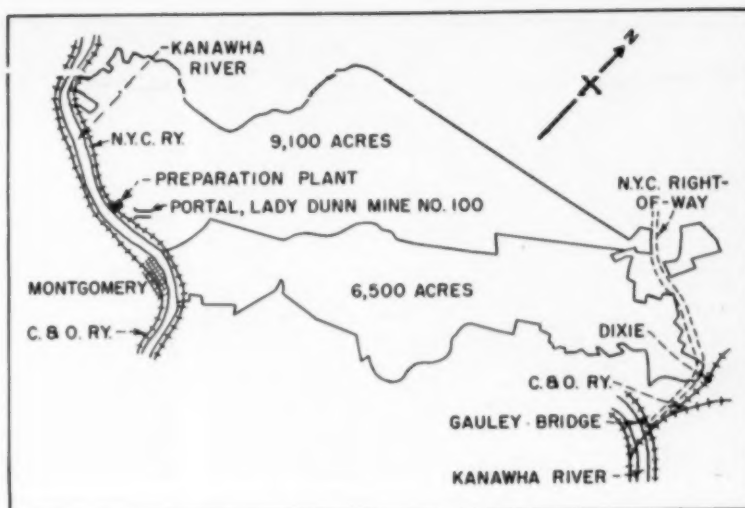 KANAWHA
RIVER
N
N.Y.C. RY.
9,100 ACRES
N.Y.C. RIGHT-
OF-WAY
PREPARATION PLANT
PORTAL, LADY DUNN MINE NO. 100
MONTGOMERY
6,500 ACRES
C. & O. RY.
DIXIE
C. & O. RY.
GAULEY BRIDGE
KANAWHA RIVER